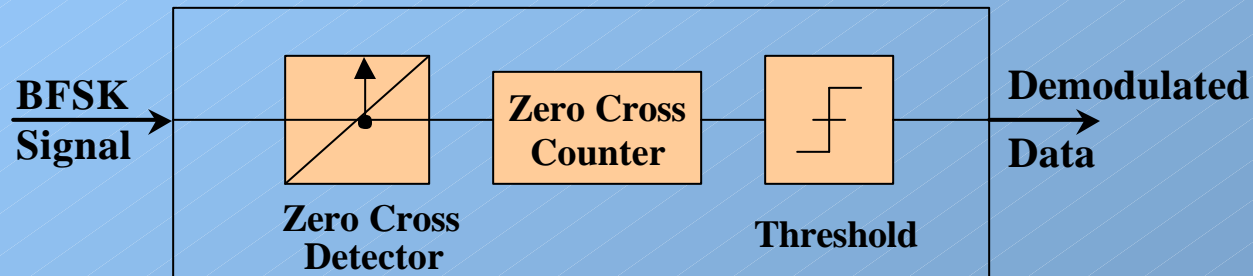 BFSK
Signal
Zero Cross
Detector
Zero Cross
Counter
Threshold
Demodulated
Data